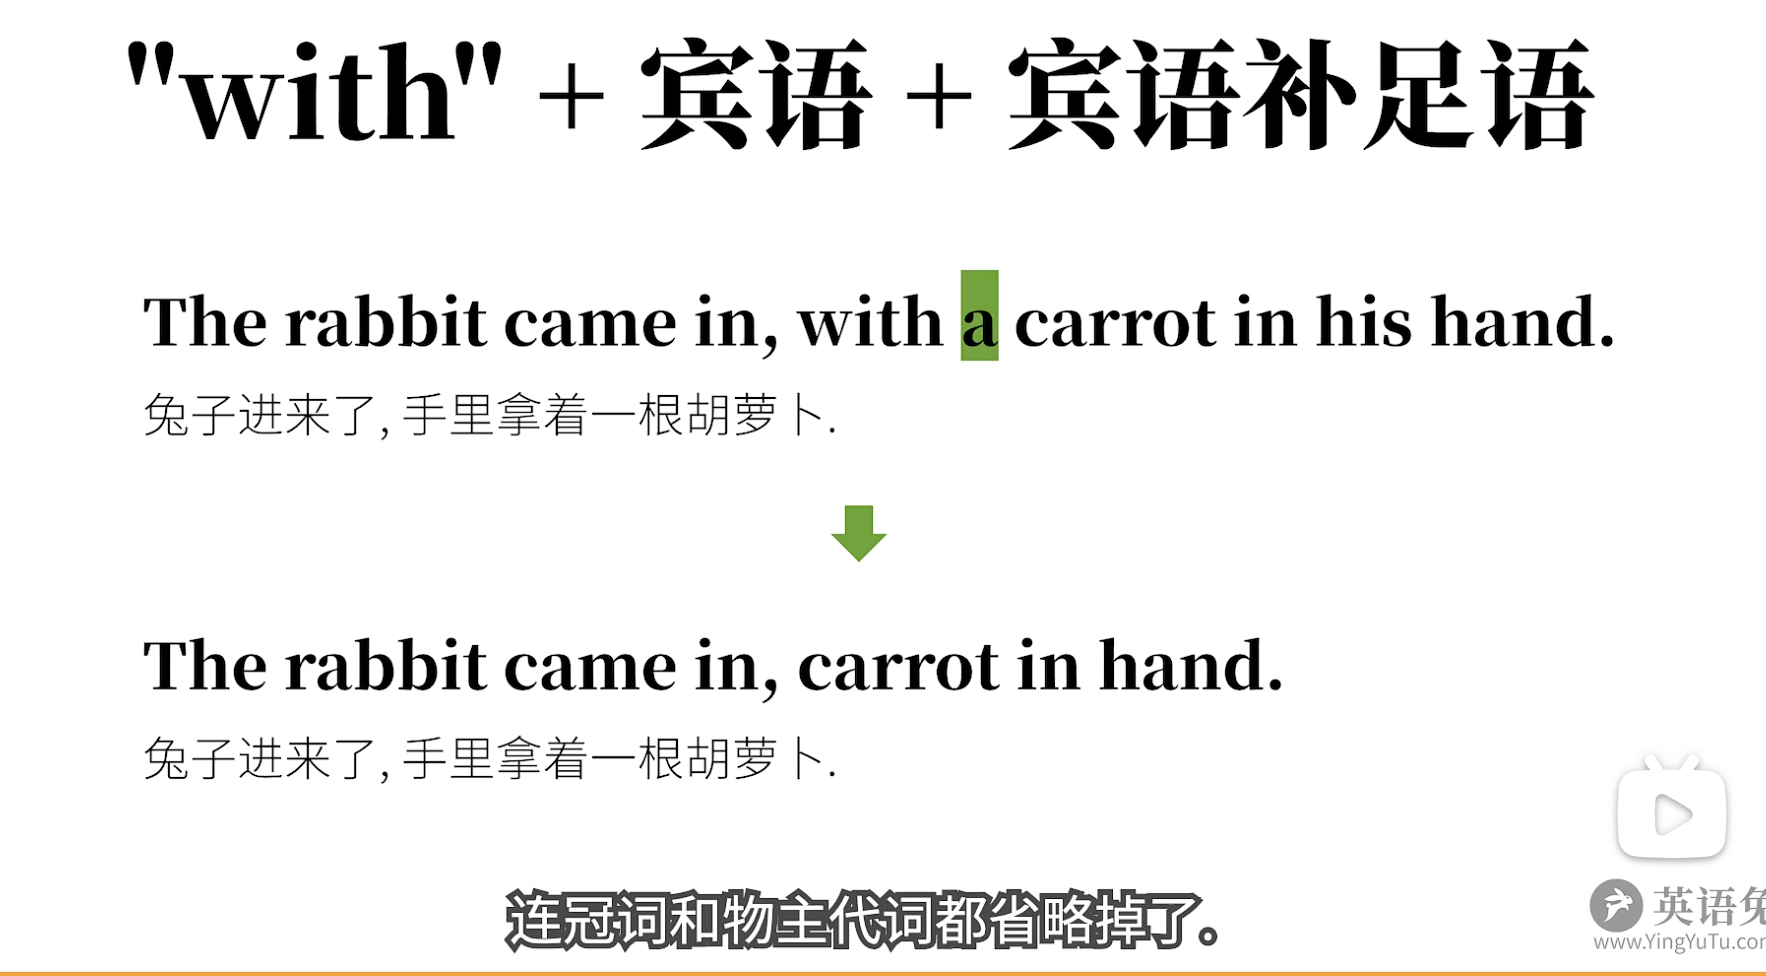 "with" + 宾语 + 宾语补足语
The rabbit came in, with a carrot in his hand.
兔子进来了, 手里拿着一根胡萝卜.
The rabbit came in, carrot in hand.
兔子进来了, 手里拿着一根胡萝卜.
连冠词和物主代词都省略掉了。
英语兔
www.YingYuTu.com